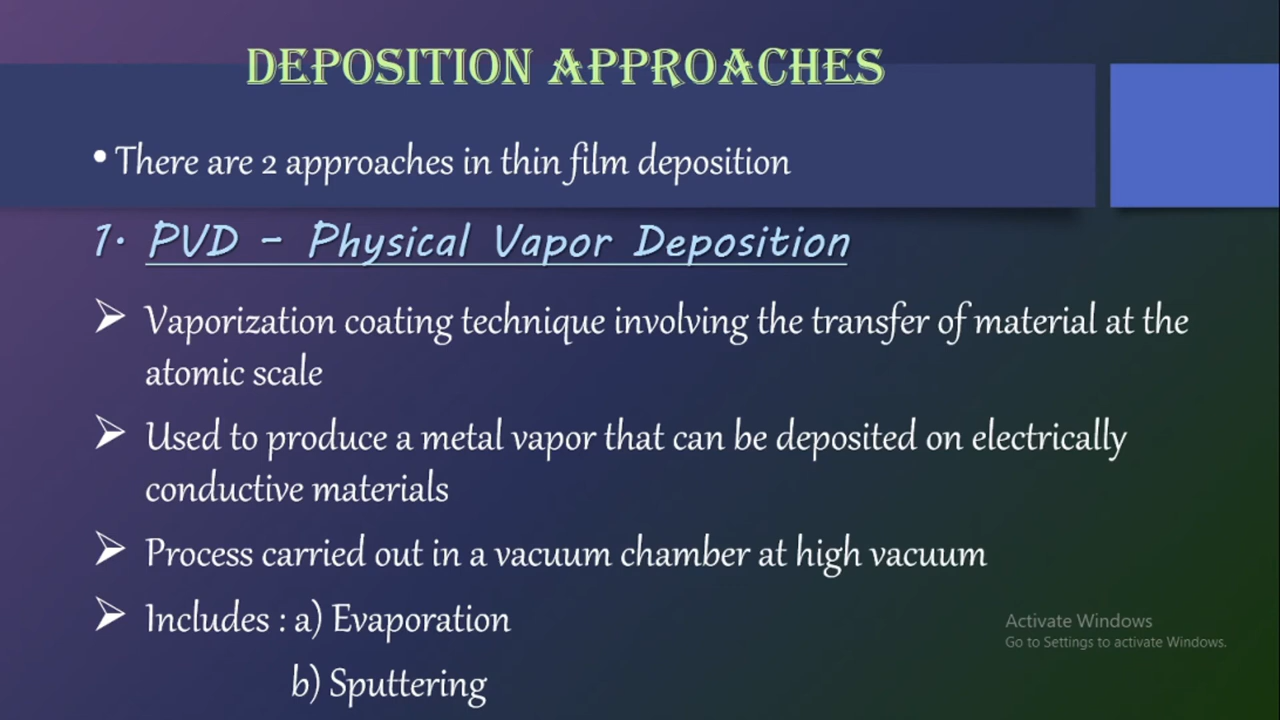 DEPOSITION APPROACHES
• There are 2 approaches in thin film deposition
1. PVD – Physical Vapor Deposition
➢ Vaporization coating technique involving the transfer of material at the
atomic scale
➢ Used to produce a metal vapor that can be deposited on electrically
conductive materials
➢ Process carried out in a vacuum chamber at high vacuum
➢ Includes : a) Evaporation
b) Sputtering
Activate Windows
Go to Settings to activate Windows.